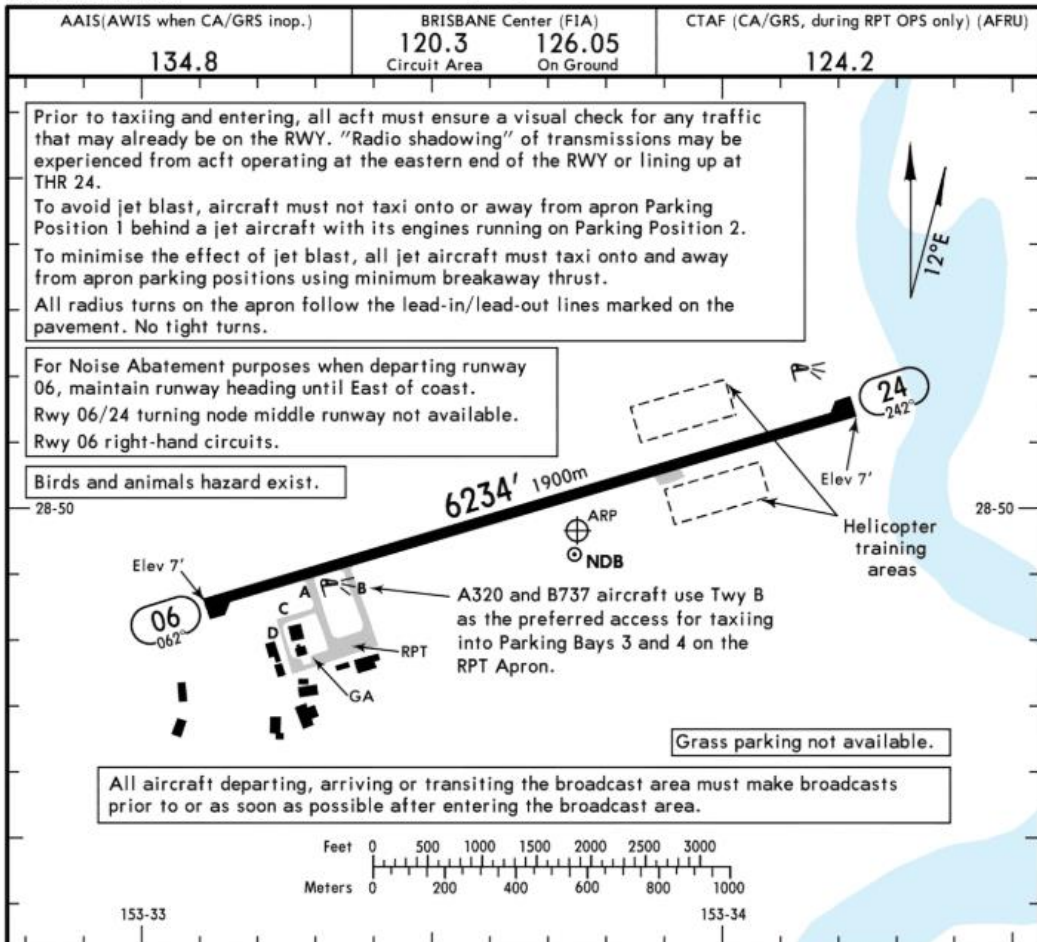 AAIS(AWIS when CA/GRS inop.)
134.8
BRISBANE Center (FIA)
120.3 126.05
Circuit Area On Ground
CTAF (CA/GRS, during RPT OPS only) (AFRU)
124.2
Prior to taxiing and entering, all acft must ensure a visual check for any traffic
that may already be on the RWY. "Radio shadowing" of transmissions may be
experienced from acft operating at the eastern end of the RWY or lining up at
THR 24.
To avoid jet blast, aircraft must not taxi onto or away from apron Parking
Position 1 behind a jet aircraft with its engines running on Parking Position 2.
To minimise the effect of jet blast, all jet aircraft must taxi onto and away
from apron parking positions using minimum breakaway thrust.
All radius turns on the apron follow the lead-in/lead-out lines marked on the
pavement. No tight turns.
12°E
For Noise Abatement purposes when departing runway
06, maintain runway heading until East of coast.
Rwy 06/24 turning node middle runway not available.
Rwy 06 right-hand circuits.
Birds and animals hazard exist.
24
242°
Elev 7'
6234' 1900m
28-50
28-50
ARP
NDB
Helicopter
training
areas
Elev 7'
06
062°
A
B
C
D
RPT
GA
A320 and B737 aircraft use Twy B
as the preferred access for taxiing
into Parking Bays 3 and 4 on the
RPT Apron.
Grass parking not available.
All aircraft departing, arriving or transiting the broadcast area must make broadcasts
prior to or as soon as possible after entering the broadcast area.
Feet 0 500 1000 1500 2000 2500 3000
Meters 0 200 400 600 800 1000
153-33
153-34